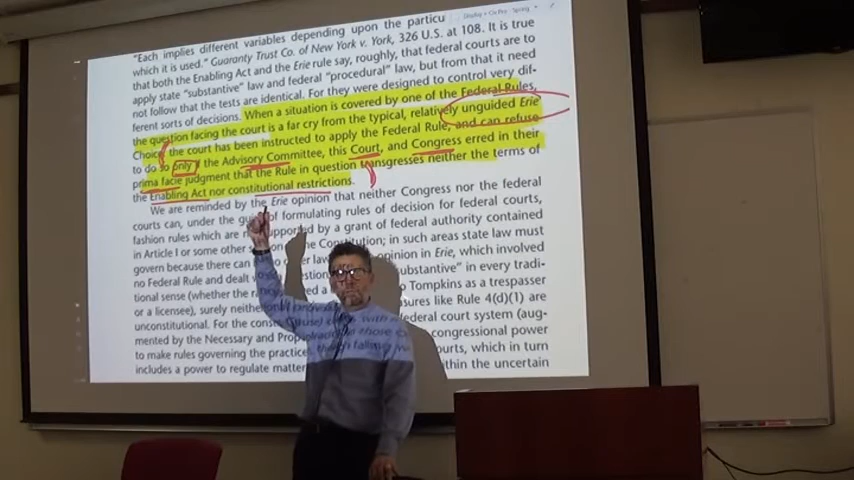 "Each implies different variables depending upon the particu
which it is used." Guaranty Trust Co. of New York v. York, 326 U.S. at 108. It is true
that both the Enabling Act and the Erie rule say, roughly, that federal courts are to
apply state "substantive" law and federal "procedural" law, but from that it need
not follow that the tests are identical. For they were designed to control very dif-
ferent sorts of decisions. When a situation is covered by one of the Federal Rules,
the question facing the court is a far cry from the typical, relatively unguided Erie
Choice: the court has been instructed to apply the Federal Rule, and can refuse
to do so only if the Advisory Committee, this Court, and Congress erred in their
prima facie judgment that the Rule in question transgresses neither the terms of
the Enabling Act nor constitutional restrictions.
We are reminded by the Erie opinion that neither Congress nor the federal
courts can, under the of formulating rules of decision for federal courts,
fashion rules which are supported by a grant of federal authority contained
in Article I or some other the Constitution; in such areas state law must
govern because there can law opinion in Erie, which involved
no Federal Rule and dealt "substantive" in every tradi-
tional sense (whether the Tompkins as a trespasser
or a licensee), surely neither like Rule 4(d)(1) are
unconstitutional. For the federal court system (aug-
mented by the Necessary and congressional power
to make rules governing the practice which in turn
includes a power to regulate the uncertain